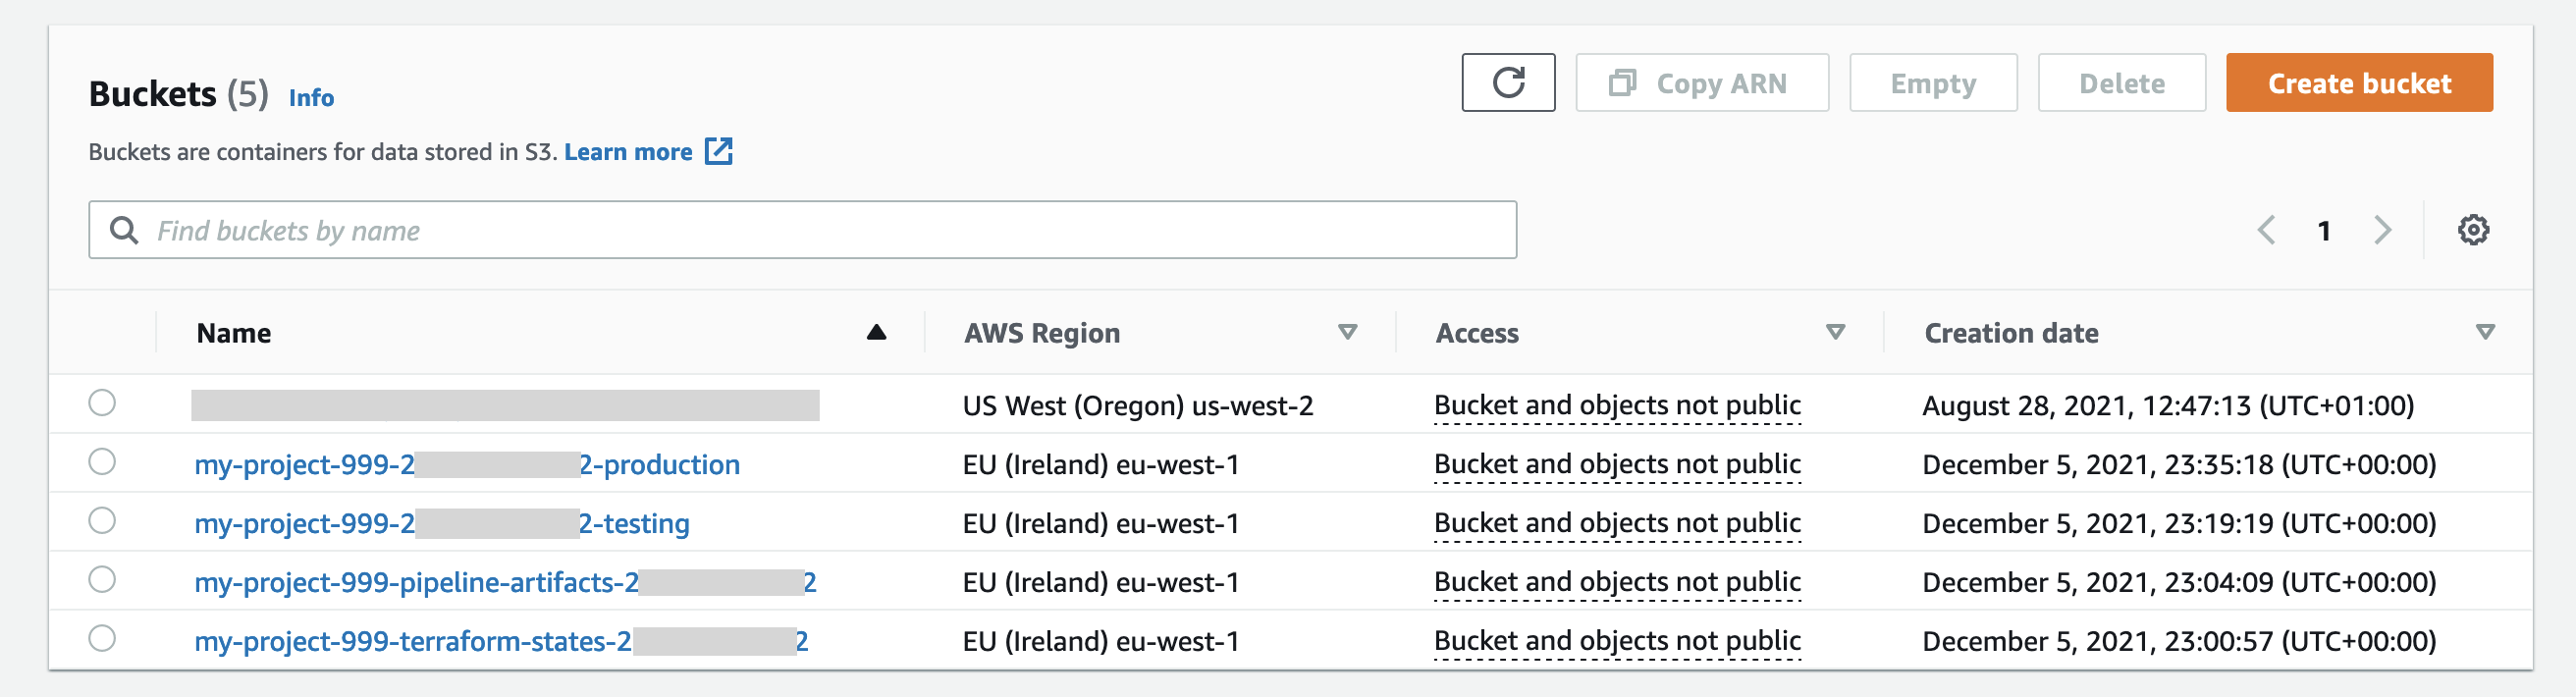 Buckets (5) Info
Copy ARN Empty Delete Create bucket
Buckets are containers for data stored in S3. Learn more
Find buckets by name
1
Name AWS Region Access Creation date
US West (Oregon) us-west-2 Bucket and objects not public August 28, 2021, 12:47:13 (UTC+01:00)
my-project-999-2 2-production EU (Ireland) eu-west-1 Bucket and objects not public December 5, 2021, 23:35:18 (UTC+00:00)
my-project-999-2 2-testing EU (Ireland) eu-west-1 Bucket and objects not public December 5, 2021, 23:19:19 (UTC+00:00)
my-project-999-pipeline-artifacts-2 2 EU (Ireland) eu-west-1 Bucket and objects not public December 5, 2021, 23:04:09 (UTC+00:00)
my-project-999-terraform-states-2 2 EU (Ireland) eu-west-1 Bucket and objects not public December 5, 2021, 23:00:57 (UTC+00:00)